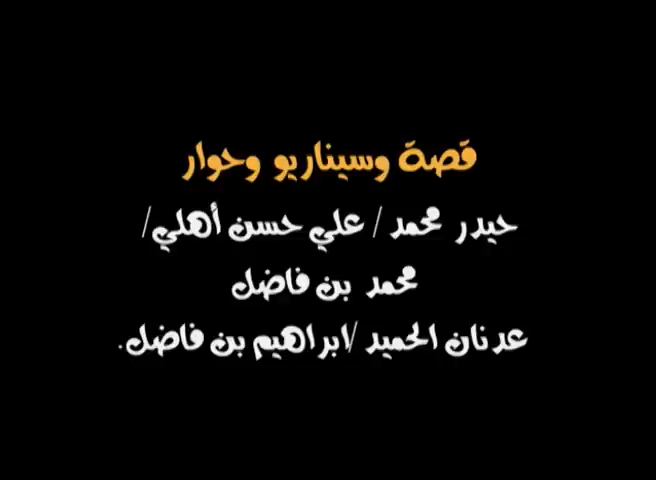 قصة وسيناريو وحوار
حيدر محمد / علي حسن أهلي/
محمد بن فاضل
عدنان الحميد /ابراهيم بن فاضل.